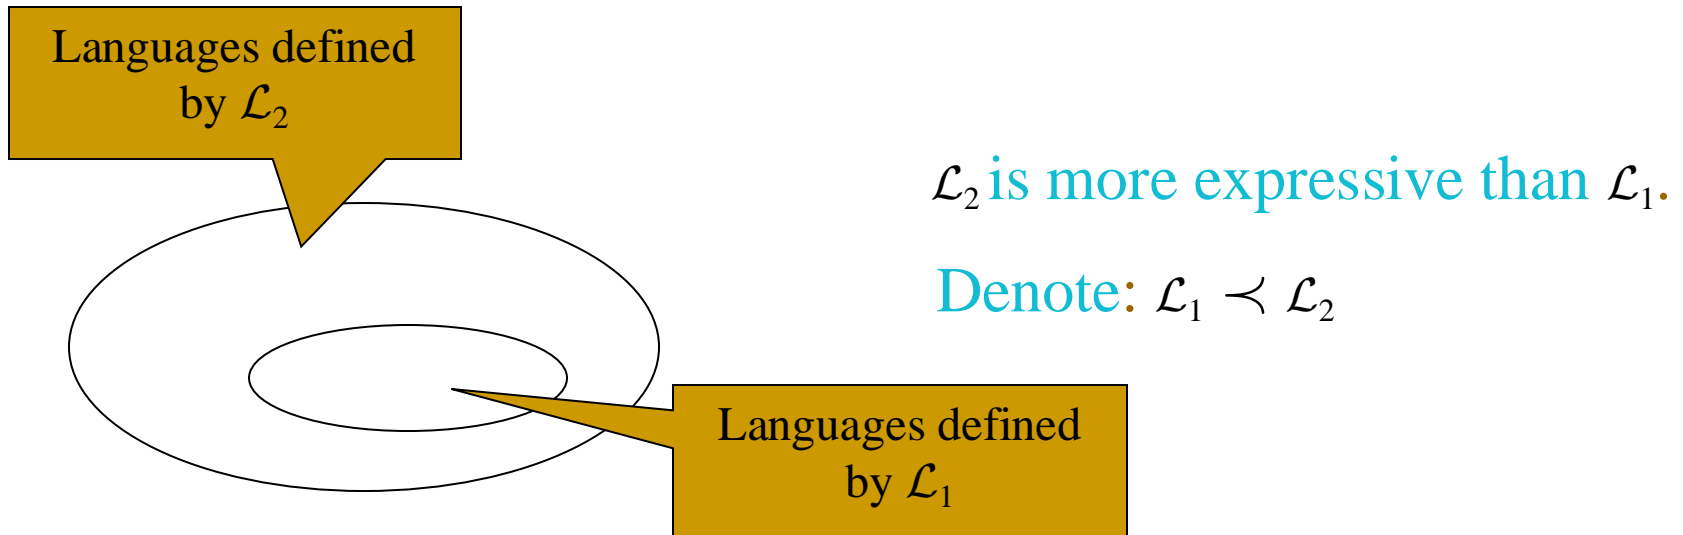 Languages defined
by ℒ₂
ℒ₂ is more expressive than ℒ₁.
Denote: ℒ₁ ≺ ℒ₂
Languages defined
by ℒ₁